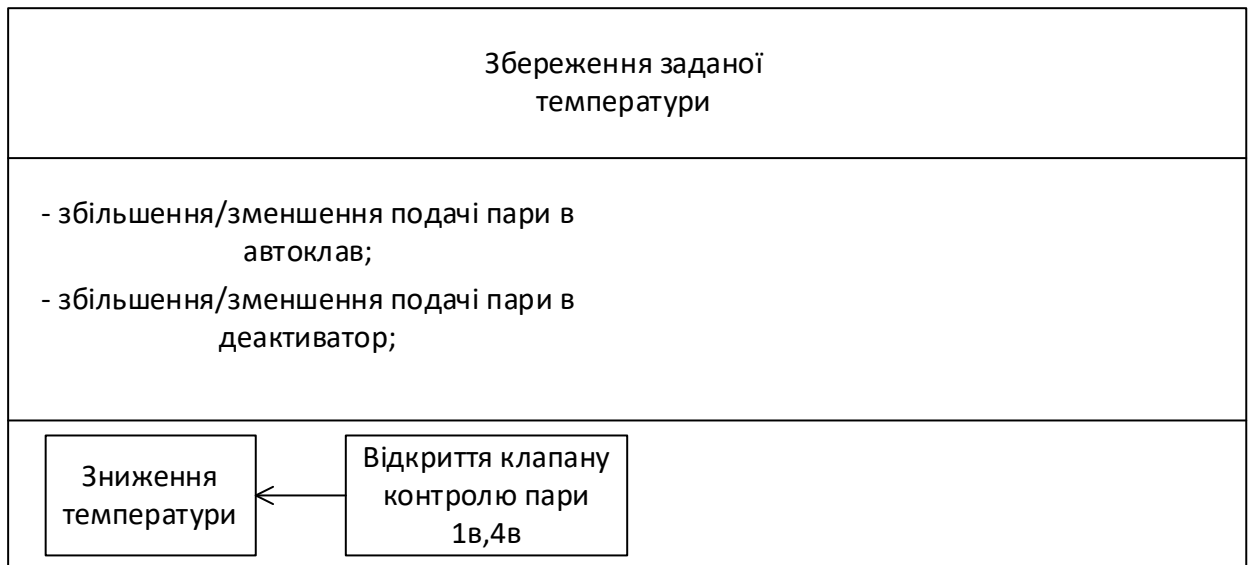 Збереження заданої
температури
- збільшення/зменшення подачі пари в
автоклав;
- збільшення/зменшення подачі пари в
деактиватор;
Зниження
температури
Відкриття клапану
контролю пари
1в,4в